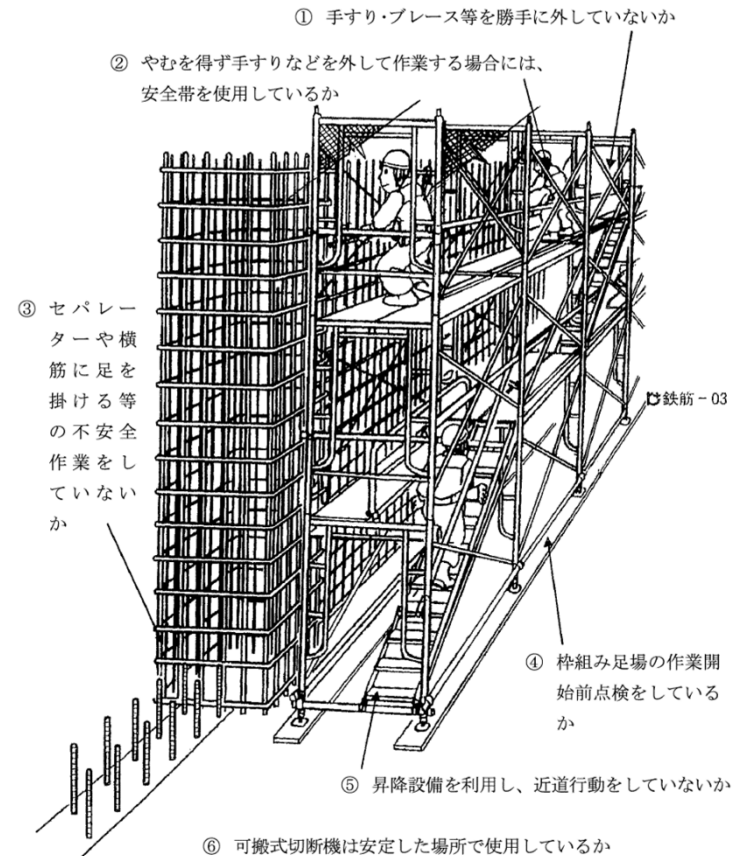 ① 手すり・ブレース等を勝手に外していないか
② やむを得ず手すりなどを外して作業する場合には、
安全帯を使用しているか
③ セパレー
ターや横
筋に足を
掛ける等
の不安全
作業をし
ていない
か
鉄筋－03
④ 枠組み足場の作業開
始前点検をしている
か
⑤ 昇降設備を利用し、近道行動をしていないか
⑥ 可搬式切断機は安定した場所で使用しているか